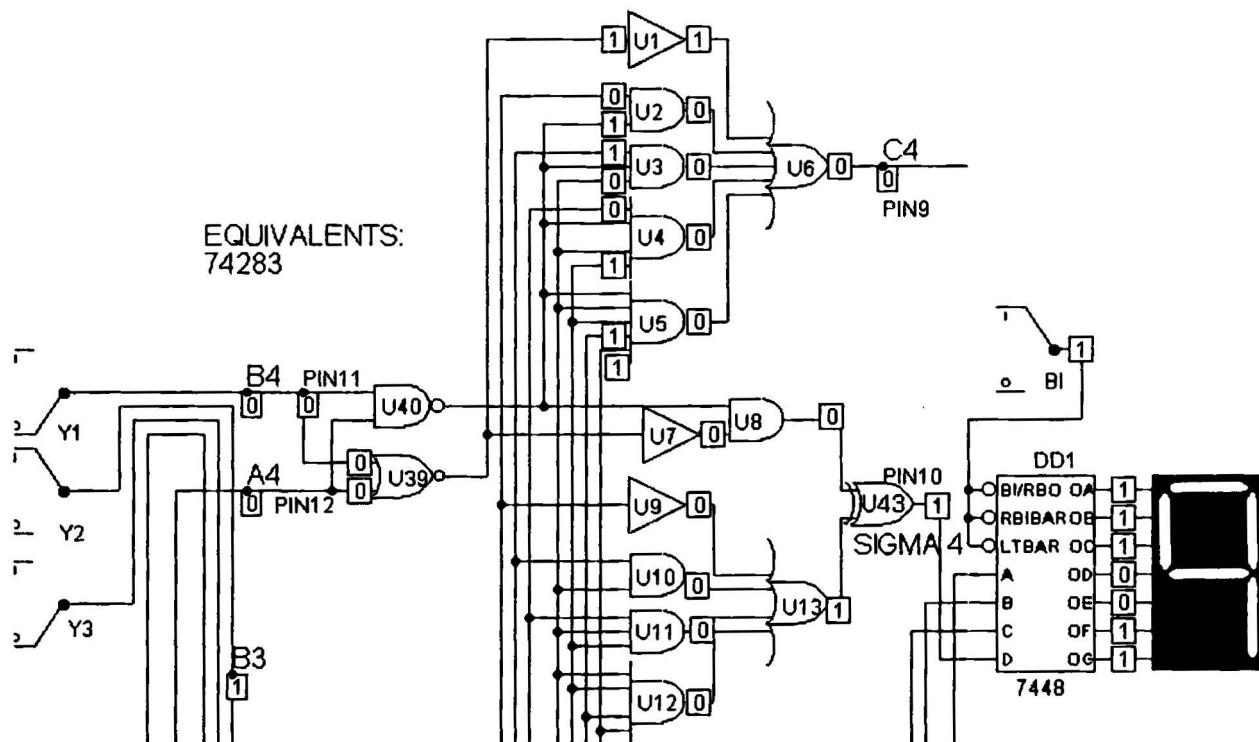 1 U1 1
0 U2 0
1
1 U3 0
0
0 U4 0
1
U5 0
1
1
U6 0 C4
0
PIN9
EQUIVALENTS:
74283
1
BI
Y1 B4 PIN11 U40
0 0
U7 0 U8 0
A4 PIN12 0 U39
0 0
Y2
Y3
B3
1
U9 0
U10 0
U11 0
U12 0
U13 1
PIN10
U43 1
SIGMA 4
DD1
BI/RBO OA 1
RBIBAR OB 1
LTBAR OC 1
A OD 0
B OE 0
C OF 1
D OG 1
7448
9